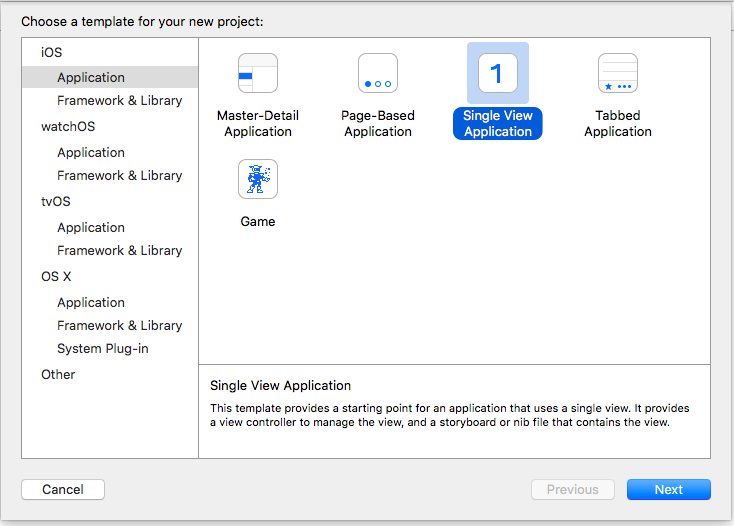 Choose a template for your new project:
iOS
Application
Framework & Library
watchOS
Application
Framework & Library
tvOS
Application
Framework & Library
OS X
Application
Framework & Library
System Plug-in
Other
Master-Detail
Application
Page-Based
Application
1
Single View
Application
Tabbed
Application
Game
Single View Application
This template provides a starting point for an application that uses a single view. It provides
a view controller to manage the view, and a storyboard or nib file that contains the view.
Cancel
Previous
Next